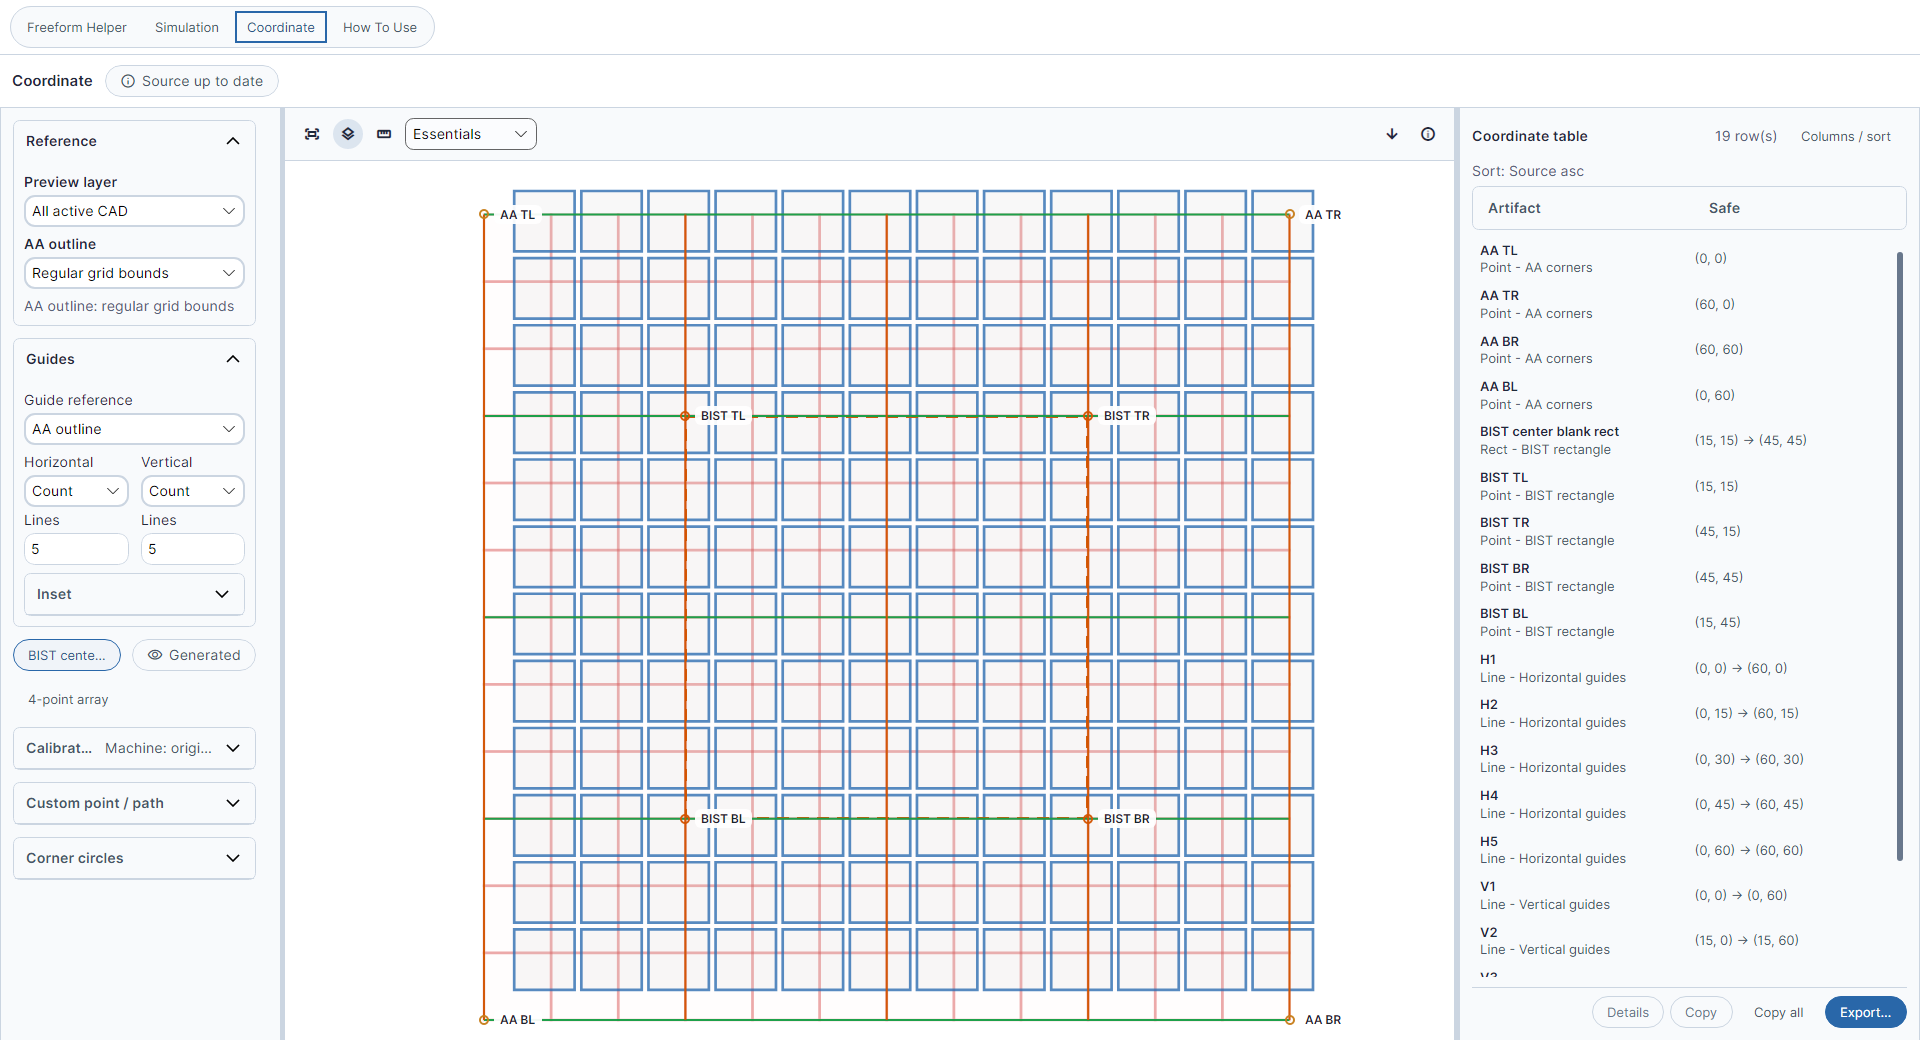 Freeform Helper
Simulation
Coordinate
How To Use
Coordinate
Source up to date
Reference
Preview layer
All active CAD
AA outline
Regular grid bounds
AA outline: regular grid bounds
Guides
Guide reference
AA outline
Horizontal
Vertical
Count
Count
Lines
Lines
5
5
Inset
BIST cente...
Generated
4-point array
Calibrat... Machine: origi...
Custom point / path
Corner circles
Essentials
AA TL
AA TR
BIST TL
BIST TR
BIST BL
BIST BR
AA BL
AA BR
Coordinate table
19 row(s)
Columns / sort
Sort: Source asc
Artifact
Safe
AA TL
Point - AA corners
(0, 0)
AA TR
Point - AA corners
(60, 0)
AA BR
Point - AA corners
(60, 60)
AA BL
Point - AA corners
(0, 60)
BIST center blank rect
Rect - BIST rectangle
(15, 15) → (45, 45)
BIST TL
Point - BIST rectangle
(15, 15)
BIST TR
Point - BIST rectangle
(45, 15)
BIST BR
Point - BIST rectangle
(45, 45)
BIST BL
Point - BIST rectangle
(15, 45)
H1
Line - Horizontal guides
(0, 0) → (60, 0)
H2
Line - Horizontal guides
(0, 15) → (60, 15)
H3
Line - Horizontal guides
(0, 30) → (60, 30)
H4
Line - Horizontal guides
(0, 45) → (60, 45)
H5
Line - Horizontal guides
(0, 60) → (60, 60)
V1
Line - Vertical guides
(0, 0) → (0, 60)
V2
Line - Vertical guides
(15, 0) → (15, 60)
Details
Copy
Copy all
Export...